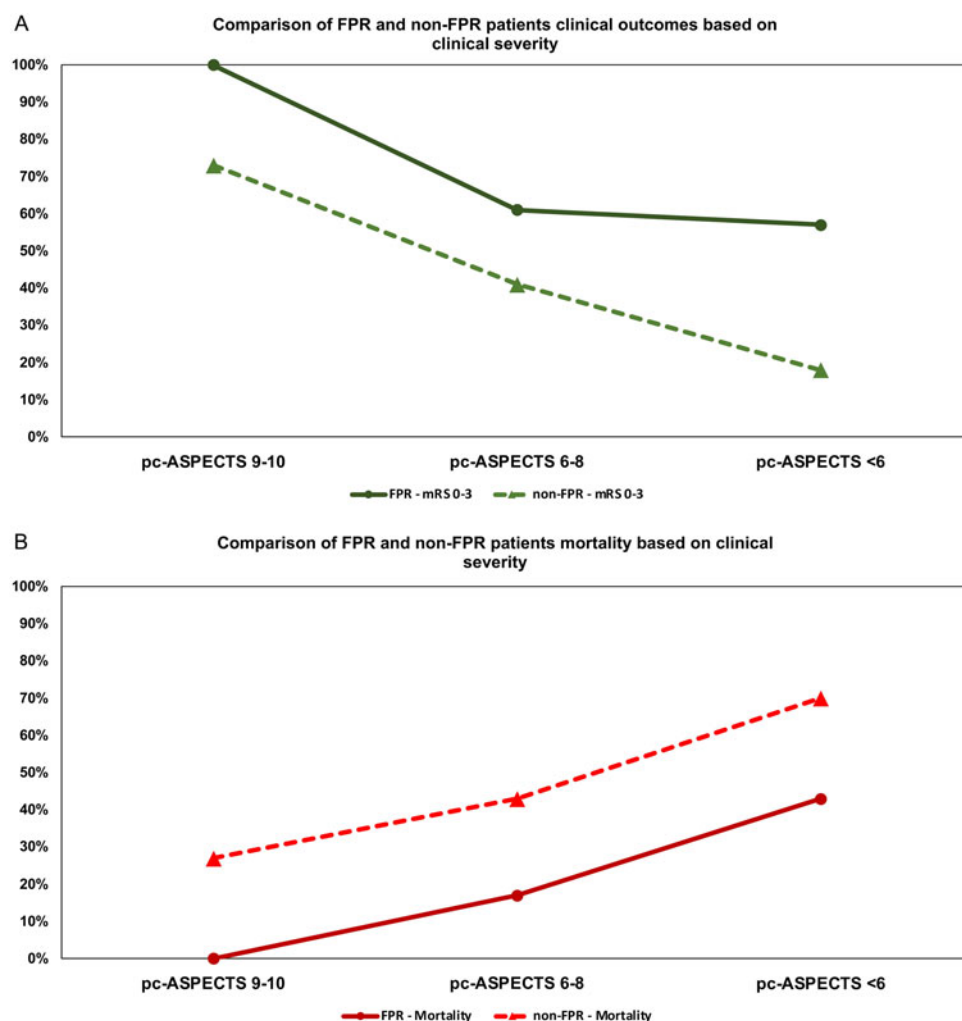 A
Comparison of FPR and non-FPR patients clinical outcomes based on
clinical severity
100%
90%
80%
70%
60%
50%
40%
30%
20%
10%
0%
pc-ASPECTS 9-10 pc-ASPECTS 6-8 pc-ASPECTS <6
FPR - mRS 0-3 non-FPR - mRS 0-3
B
Comparison of FPR and non-FPR patients mortality based on clinical
severity
100%
90%
80%
70%
60%
50%
40%
30%
20%
10%
0%
pc-ASPECTS 9-10 pc-ASPECTS 6-8 pc-ASPECTS <6
FPR - Mortality non-FPR - Mortality